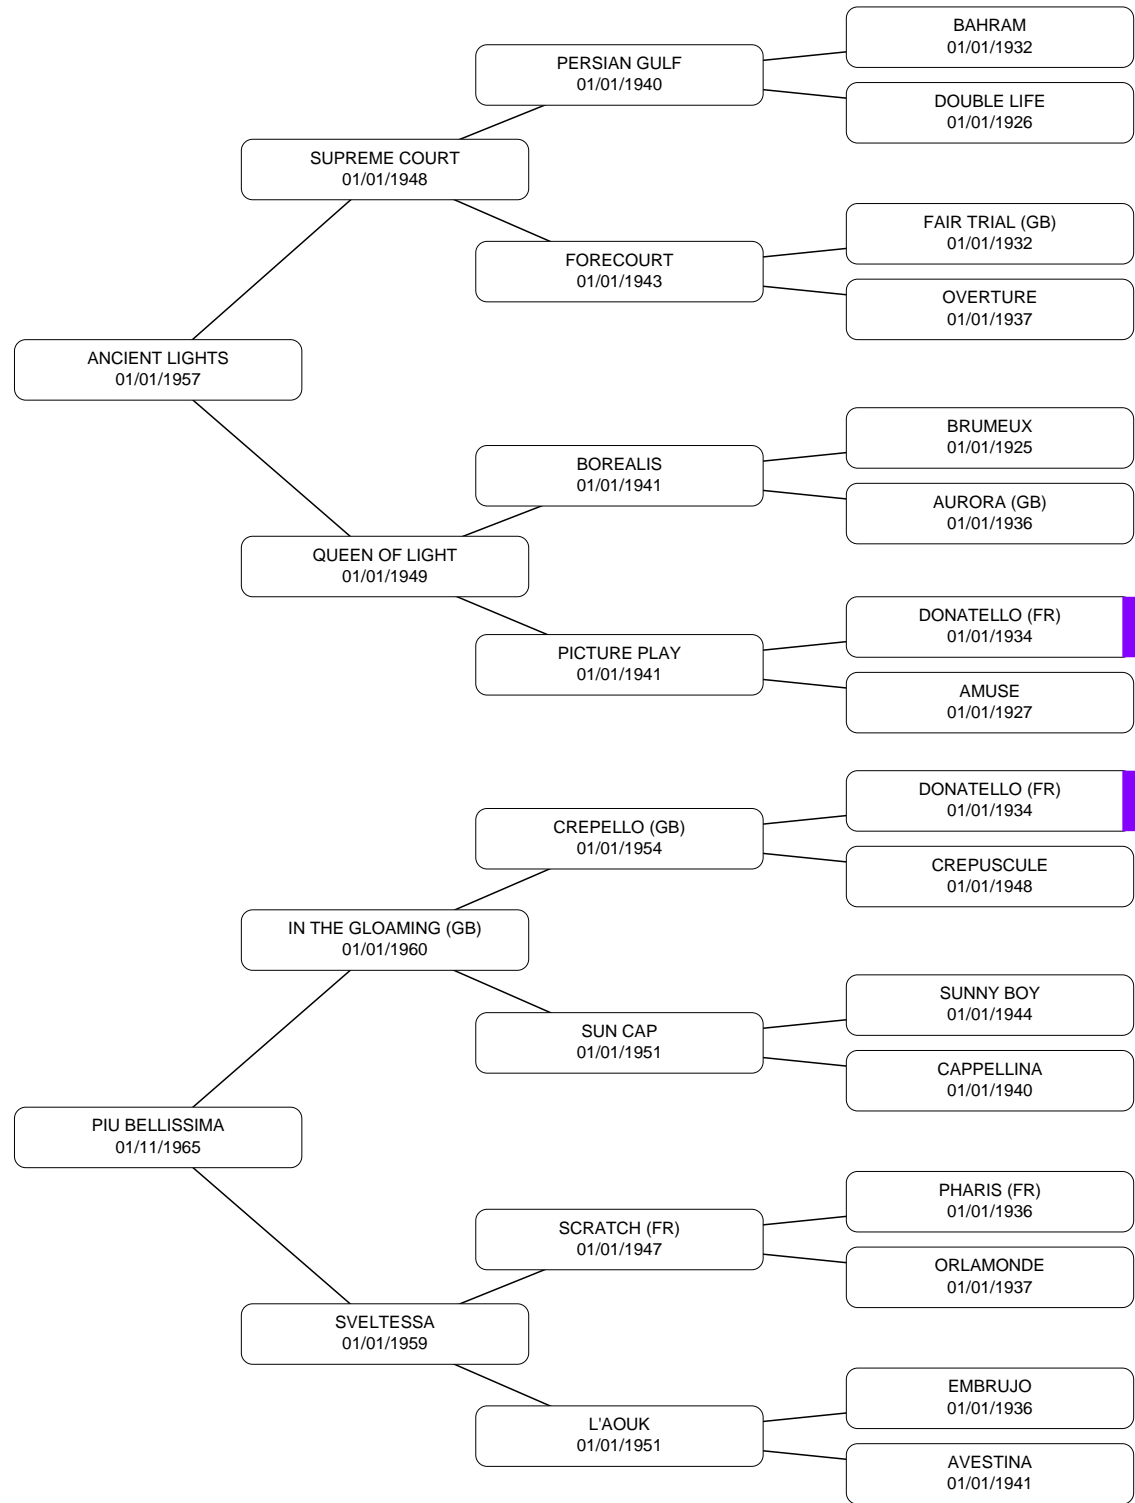 BAHRAM
01/01/1932
PERSIAN GULF
01/01/1940
DOUBLE LIFE
01/01/1926
SUPREME COURT
01/01/1948
FAIR TRIAL (GB)
01/01/1932
FORECOURT
01/01/1943
OVERTURE
01/01/1937
ANCIENT LIGHTS
01/01/1957
BRUMEUX
01/01/1925
BOREALIS
01/01/1941
AURORA (GB)
01/01/1936
QUEEN OF LIGHT
01/01/1949
DONATELLO (FR)
01/01/1934
PICTURE PLAY
01/01/1941
AMUSE
01/01/1927
DONATELLO (FR)
01/01/1934
CREPELLO (GB)
01/01/1954
CREPUSCULE
01/01/1948
IN THE GLOAMING (GB)
01/01/1960
SUNNY BOY
01/01/1944
SUN CAP
01/01/1951
CAPPELLINA
01/01/1940
PIU BELLISSIMA
01/11/1965
PHARIS (FR)
01/01/1936
SCRATCH (FR)
01/01/1947
ORLAMONDE
01/01/1937
SVELTESSA
01/01/1959
EMBRUJO
01/01/1936
L'AOUK
01/01/1951
AVESTINA
01/01/1941